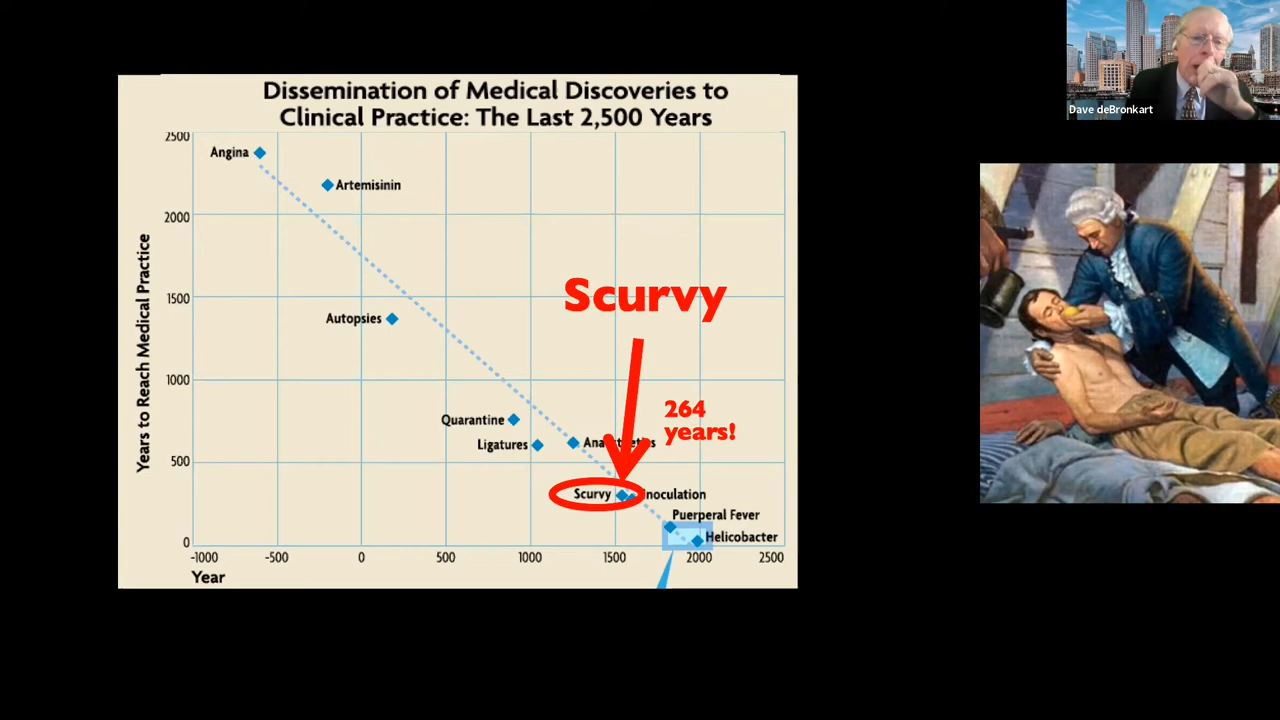 Dissemination of Medical Discoveries to
Clinical Practice: The Last 2,500 Years
Years to Reach Medical Practice
2500
2000
1500
1000
500
0
Angina
Artemisinin
Autopsies
Scurvy
264
years!
Quarantine
Ligatures
Scurvy
Inoculation
Puerperal Fever
Helicobacter
-1000
-500
0
500
1000
1500
2000
2500
Year
Dave deBronkart